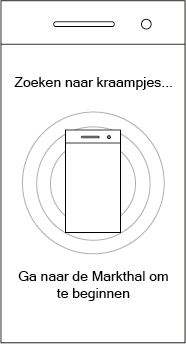 Zoeken naar kraampjes...
Ga naar de Markthal om
te beginnen